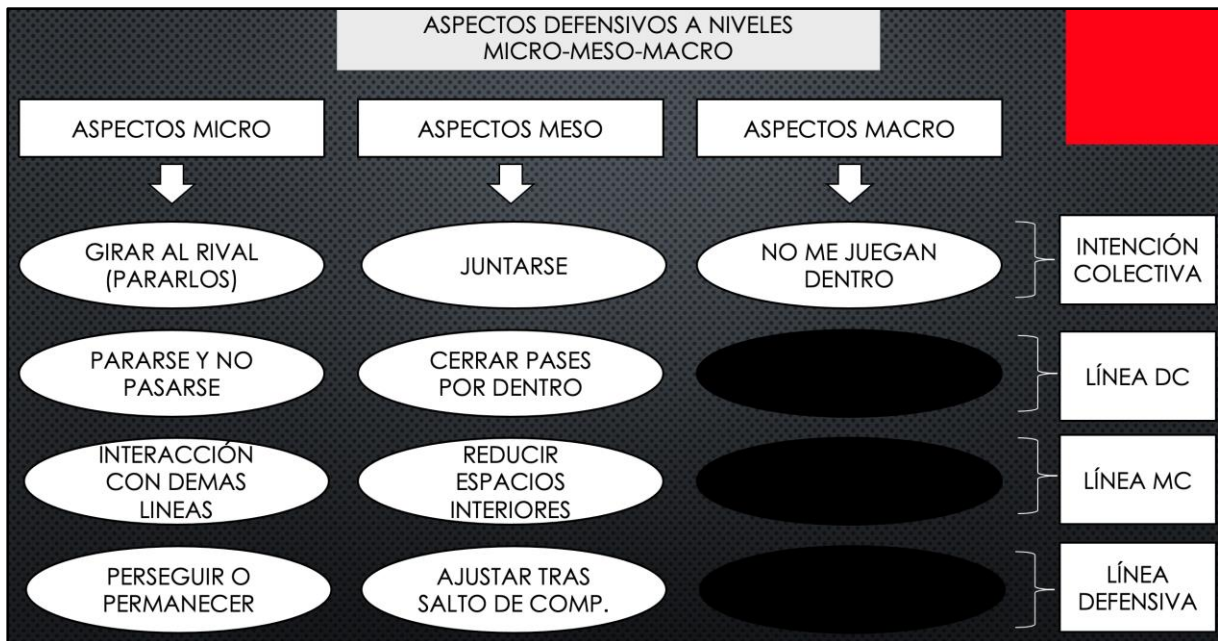 ASPECTOS DEFENSIVOS A NIVELES
MICRO-MESO-MACRO
ASPECTOS MICRO
ASPECTOS MESO
ASPECTOS MACRO
GIRAR AL RIVAL
(PARARLOS)
JUNTARSE
NO ME JUEGAN
DENTRO
INTENCIÓN
COLECTIVA
PARARSE Y NO
PASARSE
CERRAR PASES
POR DENTRO
LÍNEA DC
INTERACCIÓN
CON DEMAS
LINEAS
REDUCIR
ESPACIOS
INTERIORES
LÍNEA MC
PERSEGUIR O
PERMANECER
AJUSTAR TRAS
SALTO DE COMP.
LÍNEA
DEFENSIVA